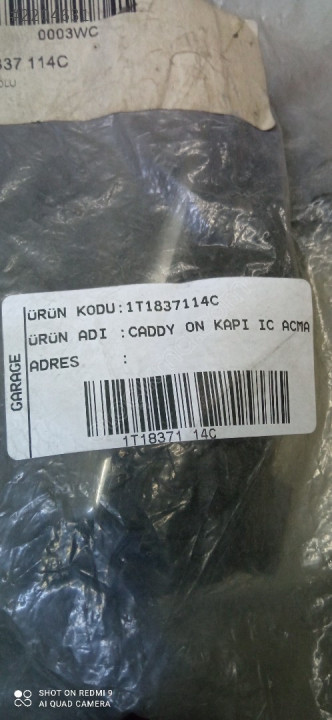 0003WC
837 114C
OLU
GARAGE
ÜRÜN KODU:1T1837114C
ÜRÜN ADI :CADDY ON KAPI IC ACMA
ADRES :
1T18371 14C
SHOT ON REDMI 9
AI QUAD CAMERA